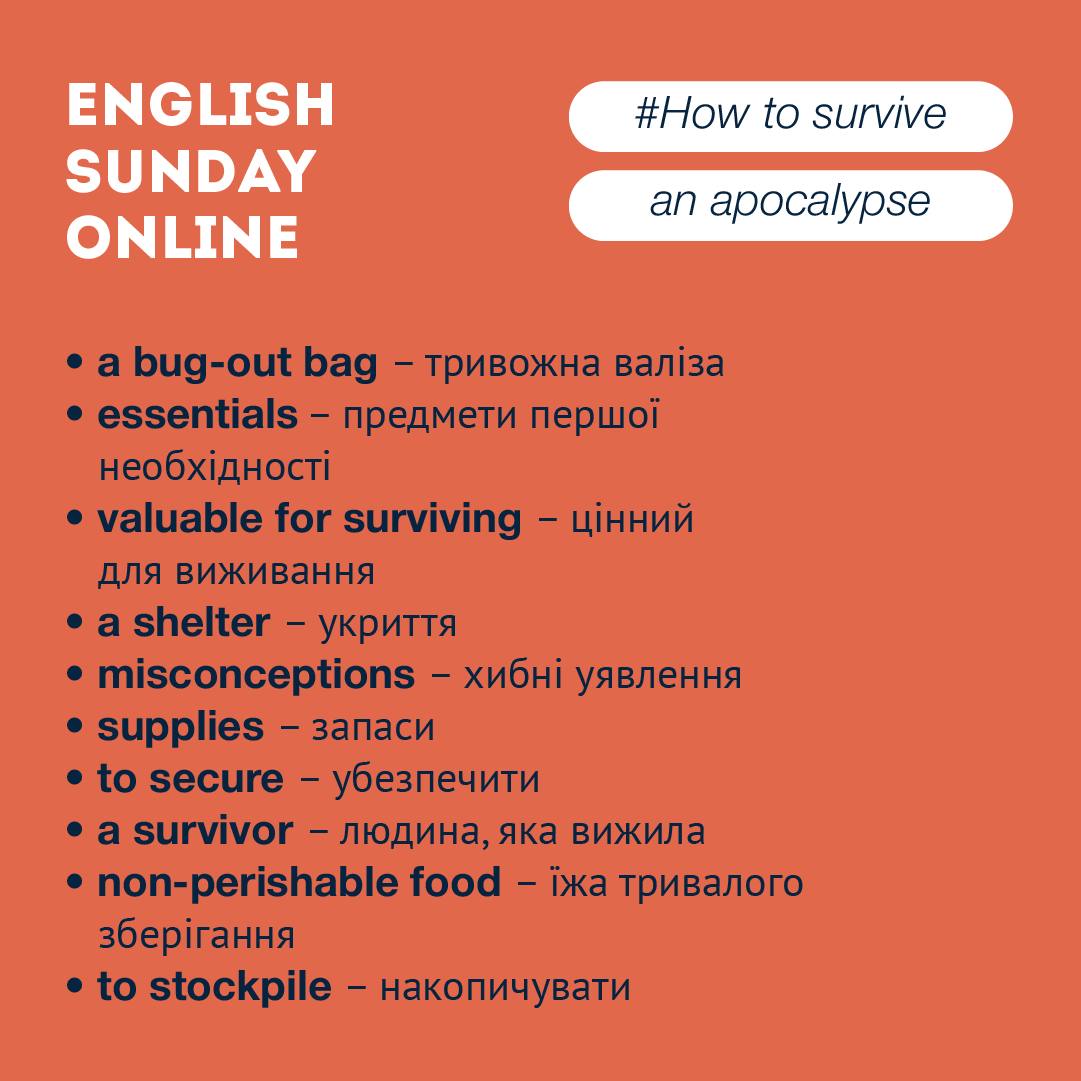 ENGLISH
SUNDAY
ONLINE
#How to survive
an apocalypse
• a bug-out bag – тривожна валіза
• essentials – предмети першої
необхідності
• valuable for surviving – цінний
для виживання
• a shelter – укриття
• misconceptions – хибні уявлення
• supplies – запаси
• to secure – убезпечити
• a survivor – людина, яка вижила
• non-perishable food – їжа тривалого
зберігання
• to stockpile – накопичувати